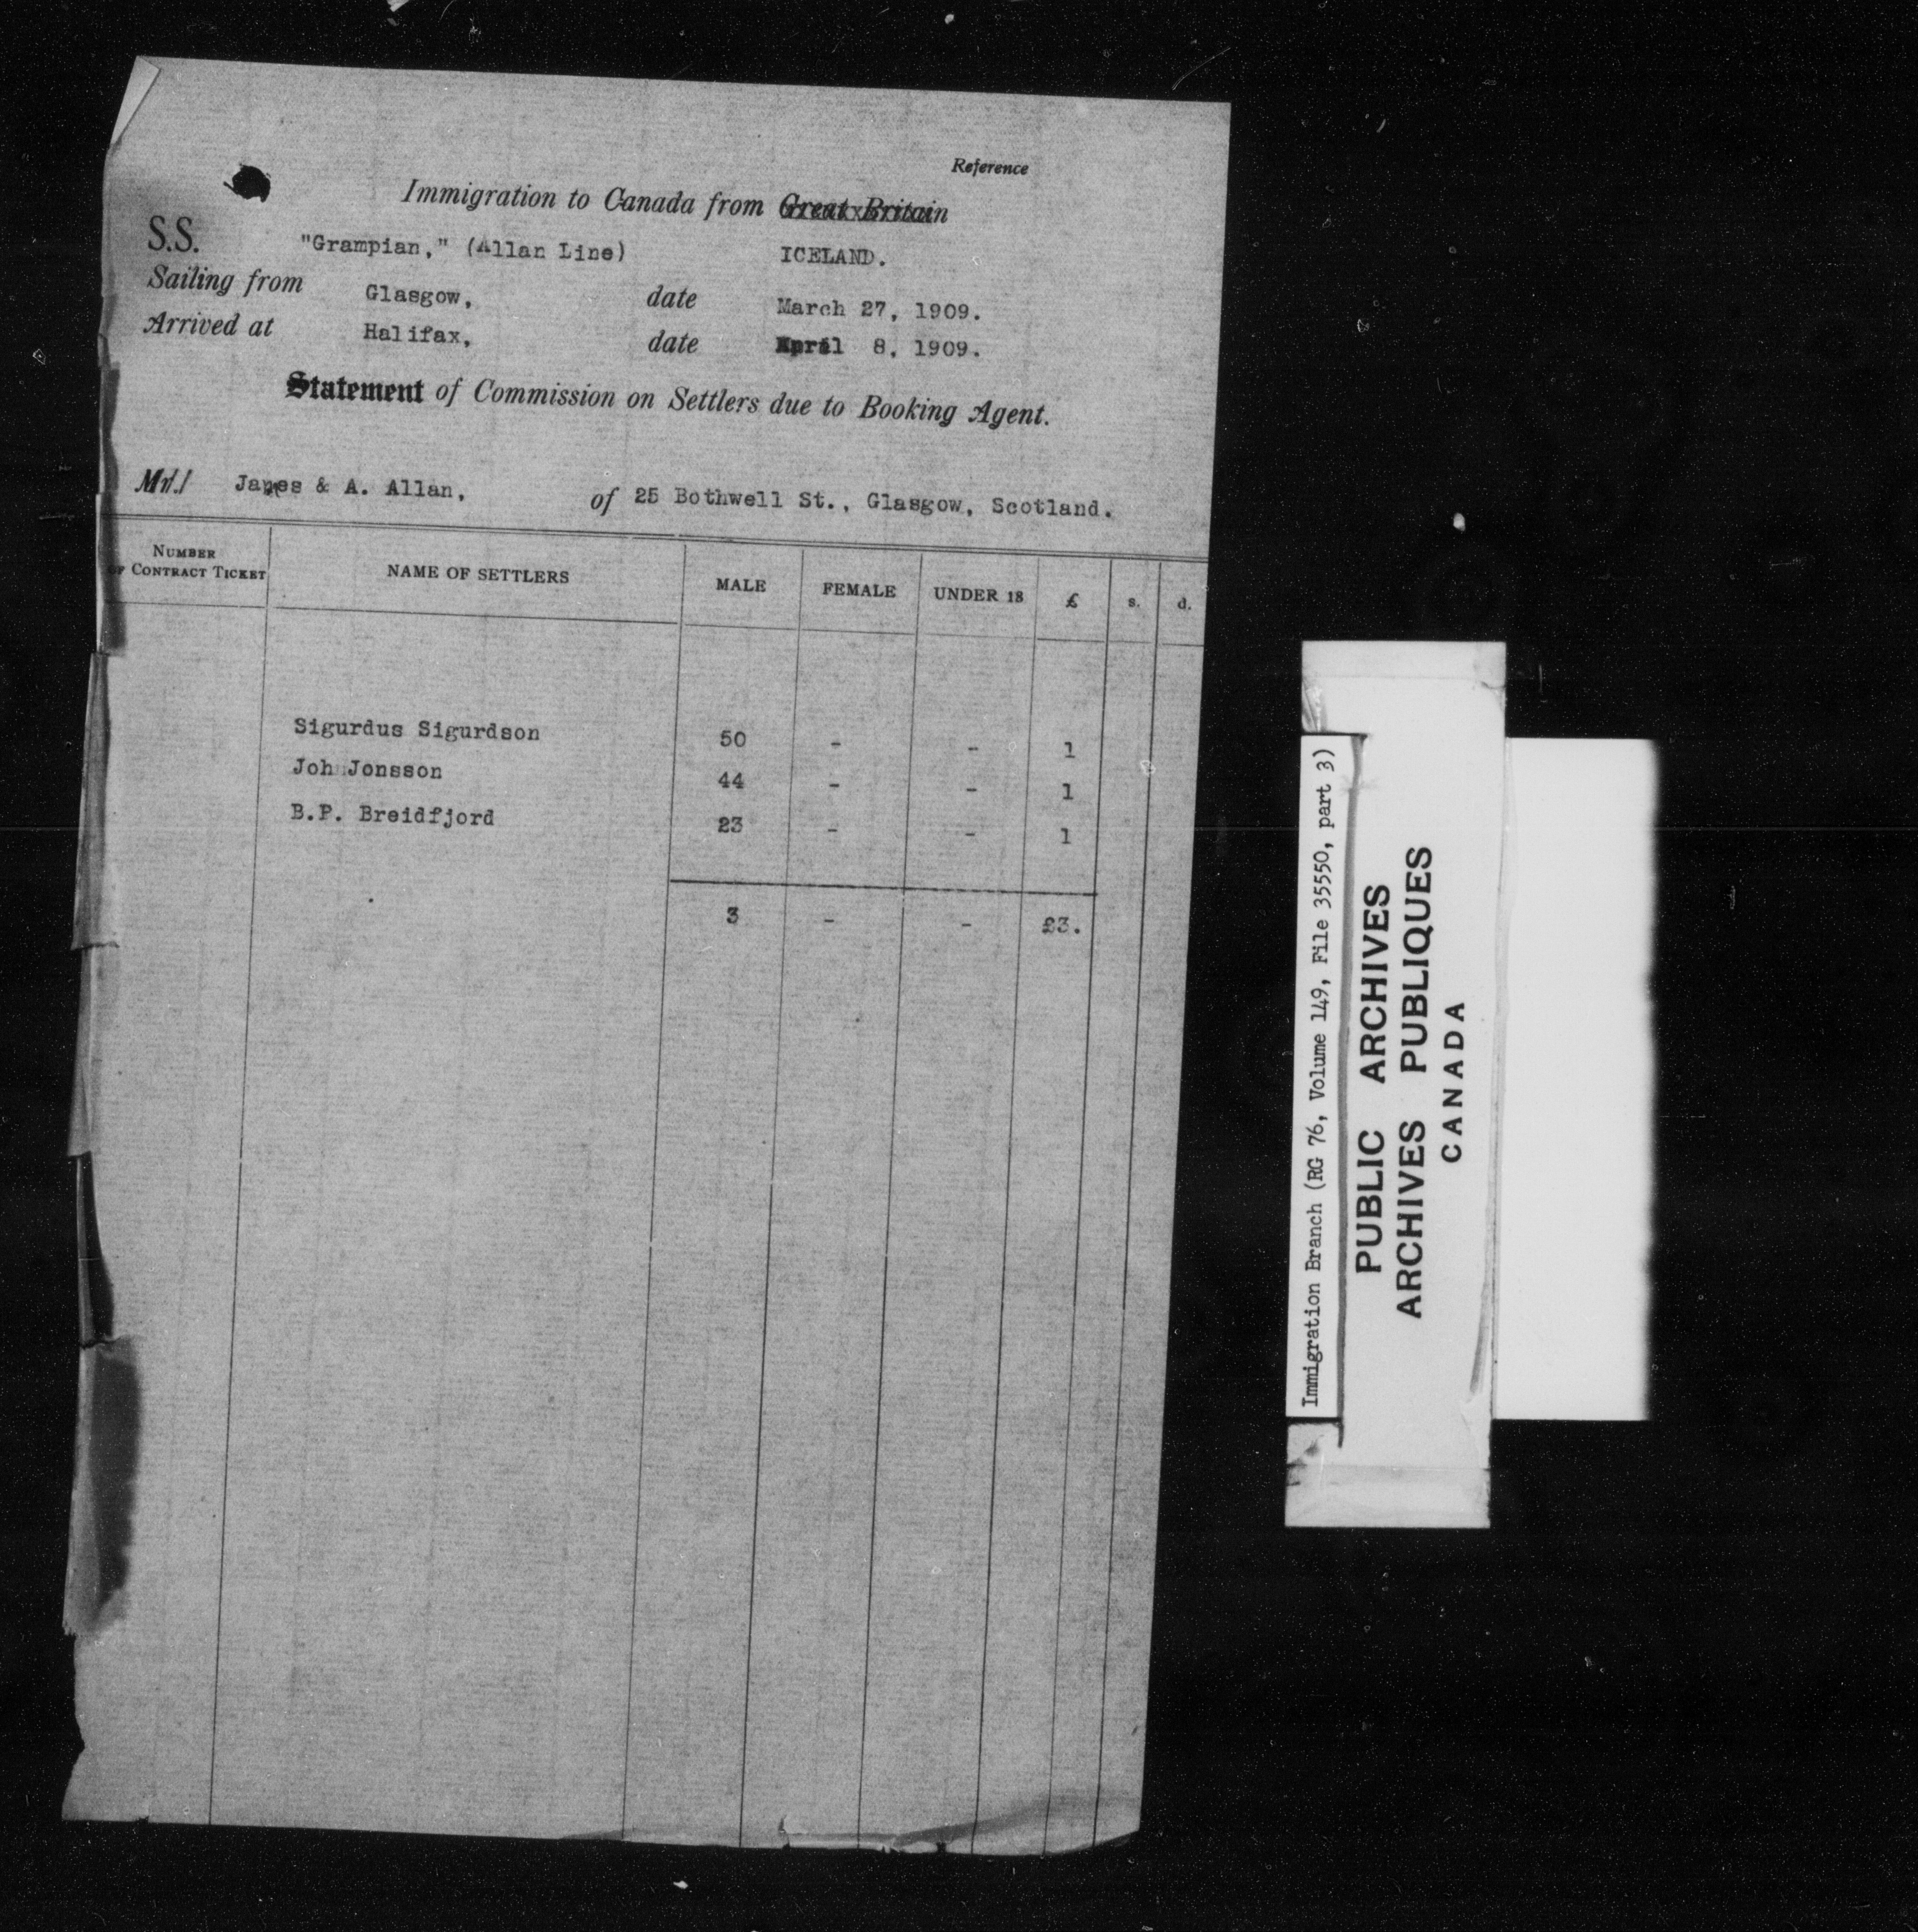 Reference
Immigration to Canada from Great Britain
S.S. "Grampian," (Allan Line) ICELAND.
Sailing from Glasgow, date March 27, 1909.
Arrived at Halifax, date April 8, 1909.
Statement of Commission on Settlers due to Booking Agent.
Mr. James & A. Allan, of 25 Bothwell St., Glasgow, Scotland.
NUMBER OF CONTRACT TICKET NAME OF SETTLERS MALE FEMALE UNDER 18 £ s. d.
Sigurdus Sigurdson 50 - - 1
Joh Jonsson 44 - - 1
B.P. Breidfjord 23 - - 1
3 - - £3.
Immigration Branch (RG 76, Volume 149, File 35550, part 3)
PUBLIC ARCHIVES
ARCHIVES PUBLIQUES
CANADA